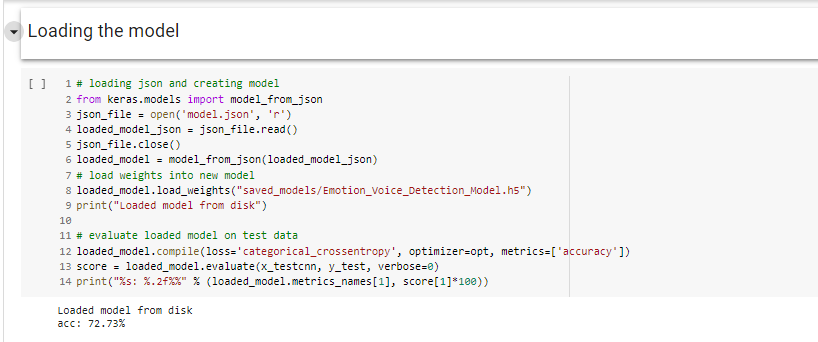 Loading the model
[ ]
1 # loading json and creating model
2 from keras.models import model_from_json
3 json_file = open('model.json', 'r')
4 loaded_model_json = json_file.read()
5 json_file.close()
6 loaded_model = model_from_json(loaded_model_json)
7 # load weights into new model
8 loaded_model.load_weights("saved_models/Emotion_Voice_Detection_Model.h5")
9 print("Loaded model from disk")
10
11 # evaluate loaded model on test data
12 loaded_model.compile(loss='categorical_crossentropy', optimizer=opt, metrics=['accuracy'])
13 score = loaded_model.evaluate(x_testcnn, y_test, verbose=0)
14 print("%s: %.2f%%" % (loaded_model.metrics_names[1], score[1]*100))
Loaded model from disk
acc: 72.73%